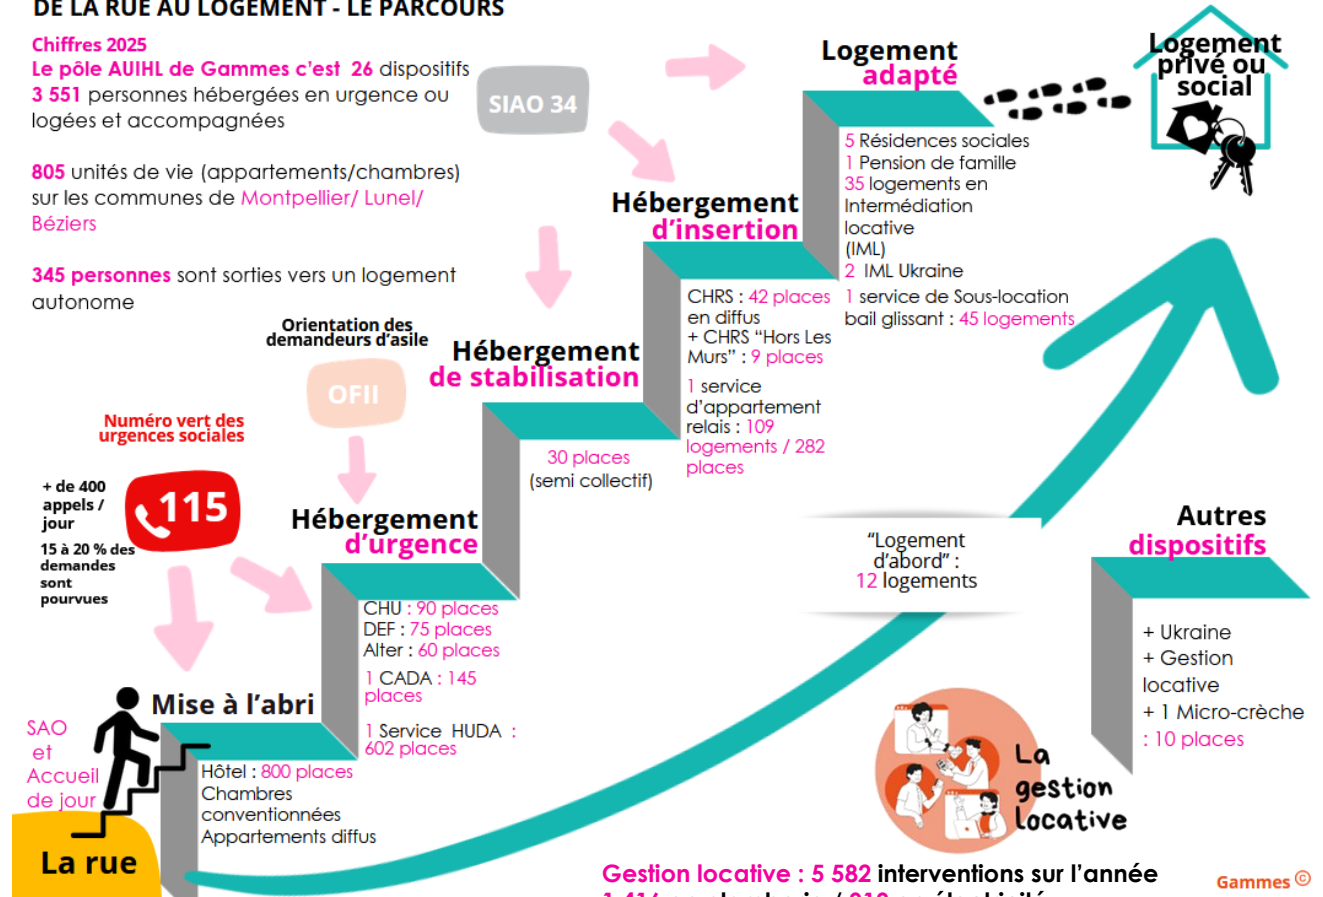 DE LA RUE AU LOGEMENT - LE PARCOURS
Chiffres 2025
Le pôle AUIHL de Gammes c’est 26 dispositifs
3 551 personnes hébergées en urgence ou
logées et accompagnées
805 unités de vie (appartements/chambres)
sur les communes de Montpellier/ Lunel/
Béziers
345 personnes sont sorties vers un logement
autonome
SIAO 34
Logement
adapté
Logement
privé ou
social
5 Résidences sociales
1 Pension de famille
35 logements en
Intermédiation
locative
(IML)
2 IML Ukraine
1 service de Sous-location
bail glissant : 45 logements
Hébergement
d’insertion
CHRS : 42 places
en diffus
+ CHRS “Hors Les
Murs” : 9 places
1 service
d’appartement
relais : 109
logements / 282
places
Orientation des
demandeurs d’asile
OFII
Hébergement
de stabilisation
30 places
(semi collectif)
Numéro vert des
urgences sociales
115
+ de 400
appels /
jour
15 à 20 % des
demandes
sont
pourvues
Hébergement
d’urgence
CHU : 90 places
DEF : 75 places
Alter : 60 places
1 CADA : 145
places
1 Service HUDA :
602 places
Mise à l’abri
Hôtel : 800 places
Chambres
conventionnées
Appartements diffus
SAO
et
Accueil
de jour
La rue
“Logement
d’abord” :
12 logements
Autres
dispositifs
+ Ukraine
+ Gestion
locative
+ 1 Micro-crèche
: 10 places
La
gestion
locative
Gestion locative : 5 582 interventions sur l’année
Gammes ©